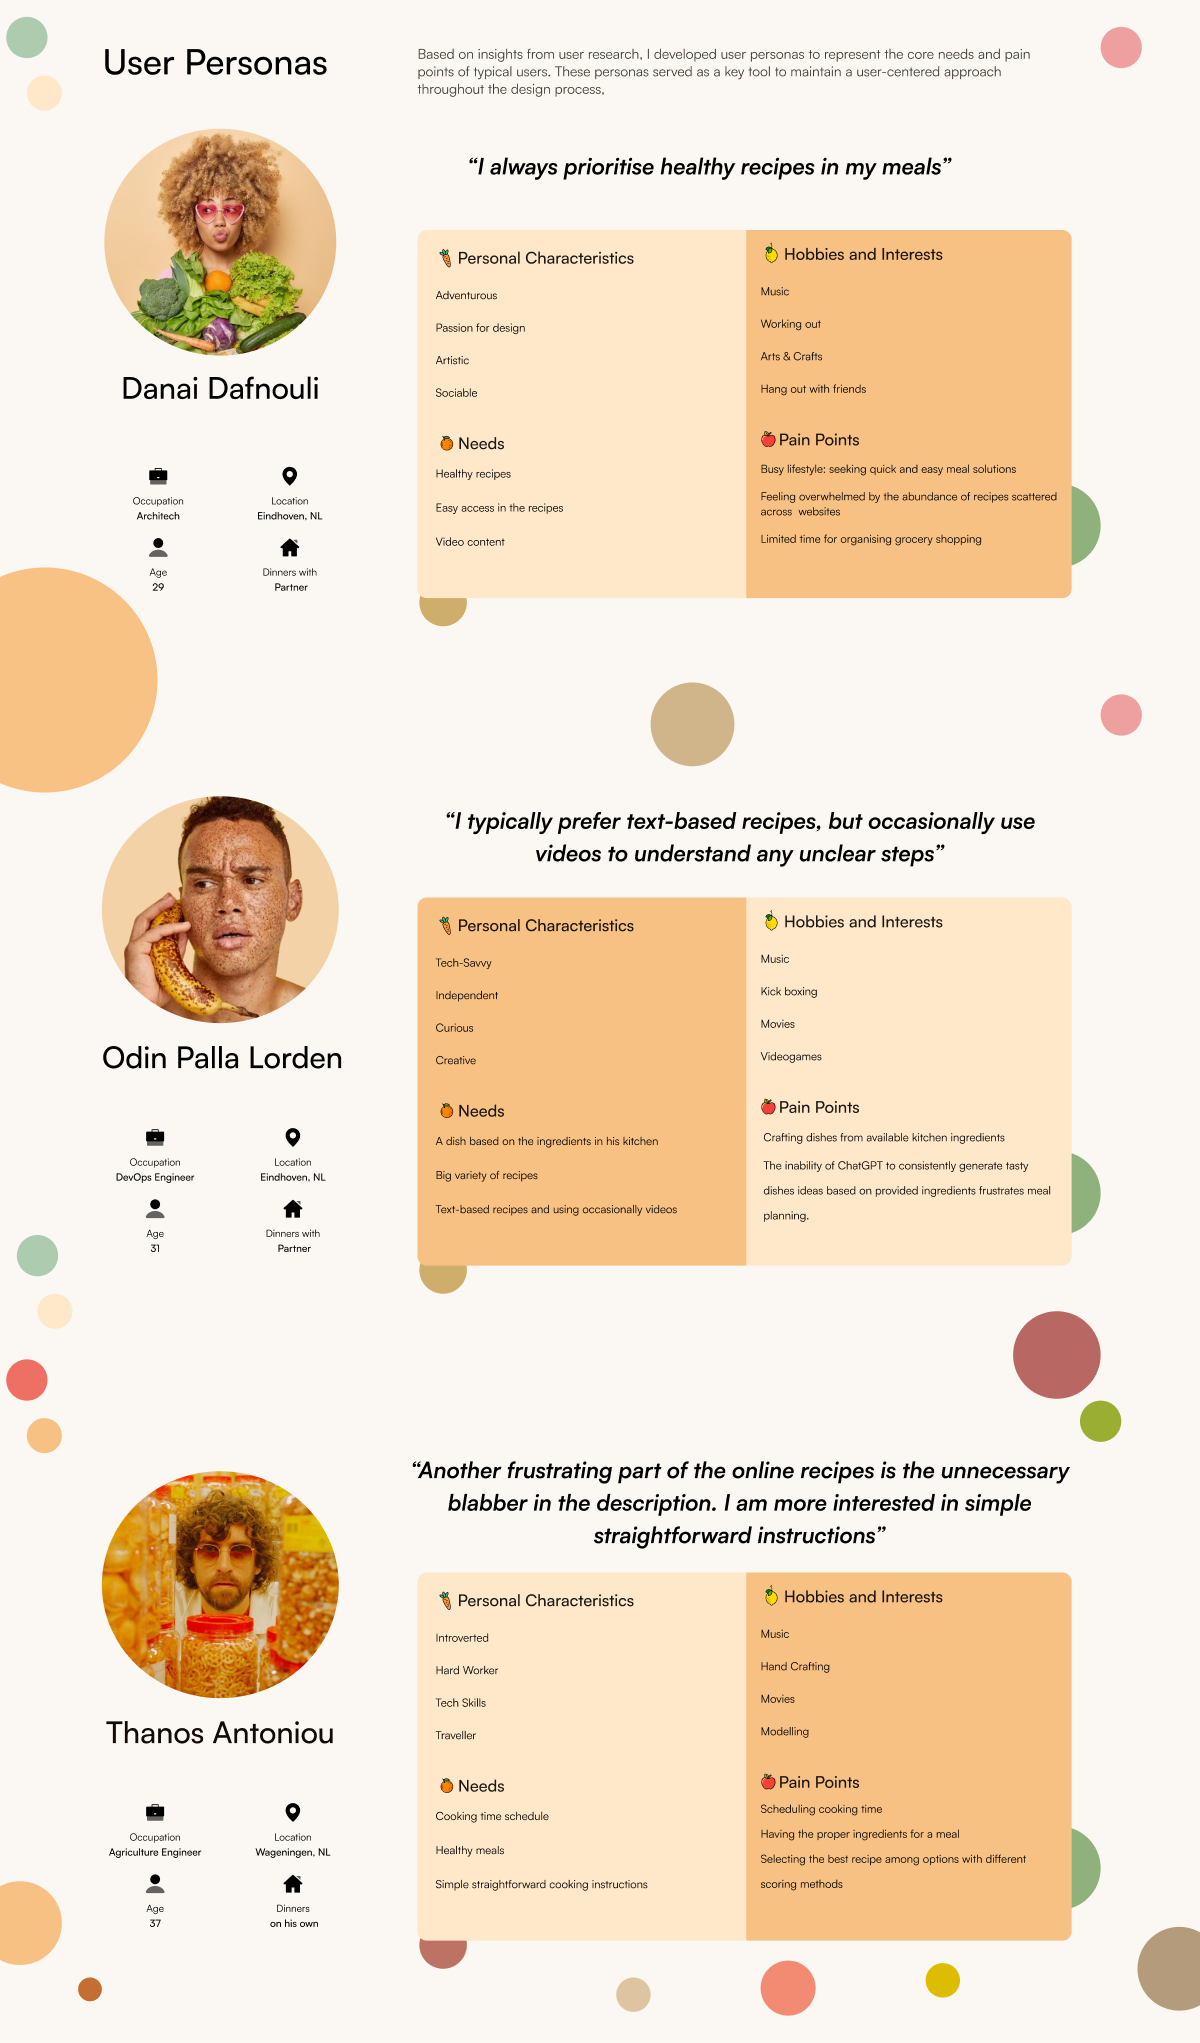 User Personas
Based on insights from user research, I developed user personas to represent the core needs and pain
points of typical users. These personas served as a key tool to maintain a user-centered approach
throughout the design process,
“I always prioritise healthy recipes in my meals”
Danai Dafnouli
Occupation
Architech
Location
Eindhoven, NL
Age
29
Dinners with
Partner
Personal Characteristics
Adventurous
Passion for design
Artistic
Sociable
Needs
Healthy recipes
Easy access in the recipes
Video content
Hobbies and Interests
Music
Working out
Arts & Crafts
Hang out with friends
Pain Points
Busy lifestyle: seeking quick and easy meal solutions
Feeling overwhelmed by the abundance of recipes scattered
across  websites
Limited time for organising grocery shopping
“I typically prefer text-based recipes, but occasionally use
videos to understand any unclear steps”
Odin Palla Lorden
Occupation
DevOps Engineer
Location
Eindhoven, NL
Age
31
Dinners with
Partner
Personal Characteristics
Tech-Savvy
Independent
Curious
Creative
Needs
A dish based on the ingredients in his kitchen
Big variety of recipes
Text-based recipes and using occasionally videos
Hobbies and Interests
Music
Kick boxing
Movies
Videogames
Pain Points
Crafting dishes from available kitchen ingredients
The inability of ChatGPT to consistently generate tasty
dishes ideas based on provided ingredients frustrates meal
planning.
“Another frustrating part of the online recipes is the unnecessary
blabber in the description. I am more interested in simple
straightforward instructions”
Thanos Antoniou
Occupation
Agriculture Engineer
Location
Wageningen, NL
Age
37
Dinners
on his own
Personal Characteristics
Introverted
Hard Worker
Tech Skills
Traveller
Needs
Cooking time schedule
Healthy meals
Simple straightforward cooking instructions
Hobbies and Interests
Music
Hand Crafting
Movies
Modelling
Pain Points
Scheduling cooking time
Having the proper ingredients for a meal
Selecting the best recipe among options with different
scoring methods